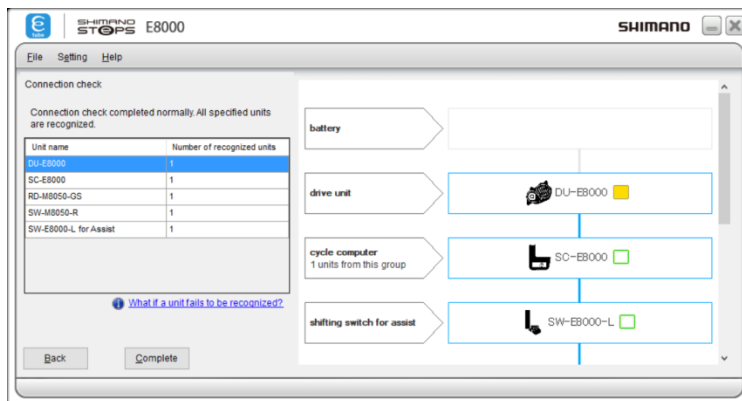 e
tube
SHIMANO
STEPS E8000
SHIMANO
File Setting Help
Connection check
Connection check completed normally. All specified units
are recognized.
Unit name Number of recognized units
DU-E8000 1
SC-E8000 1
RD-M8050-GS 1
SW-M8050-R 1
SW-E8000-L for Assist 1
What if a unit fails to be recognized?
Back Complete
battery
drive unit
DU-E8000
cycle computer
1 units from this group
SC-E8000
shifting switch for assist
SW-E8000-L